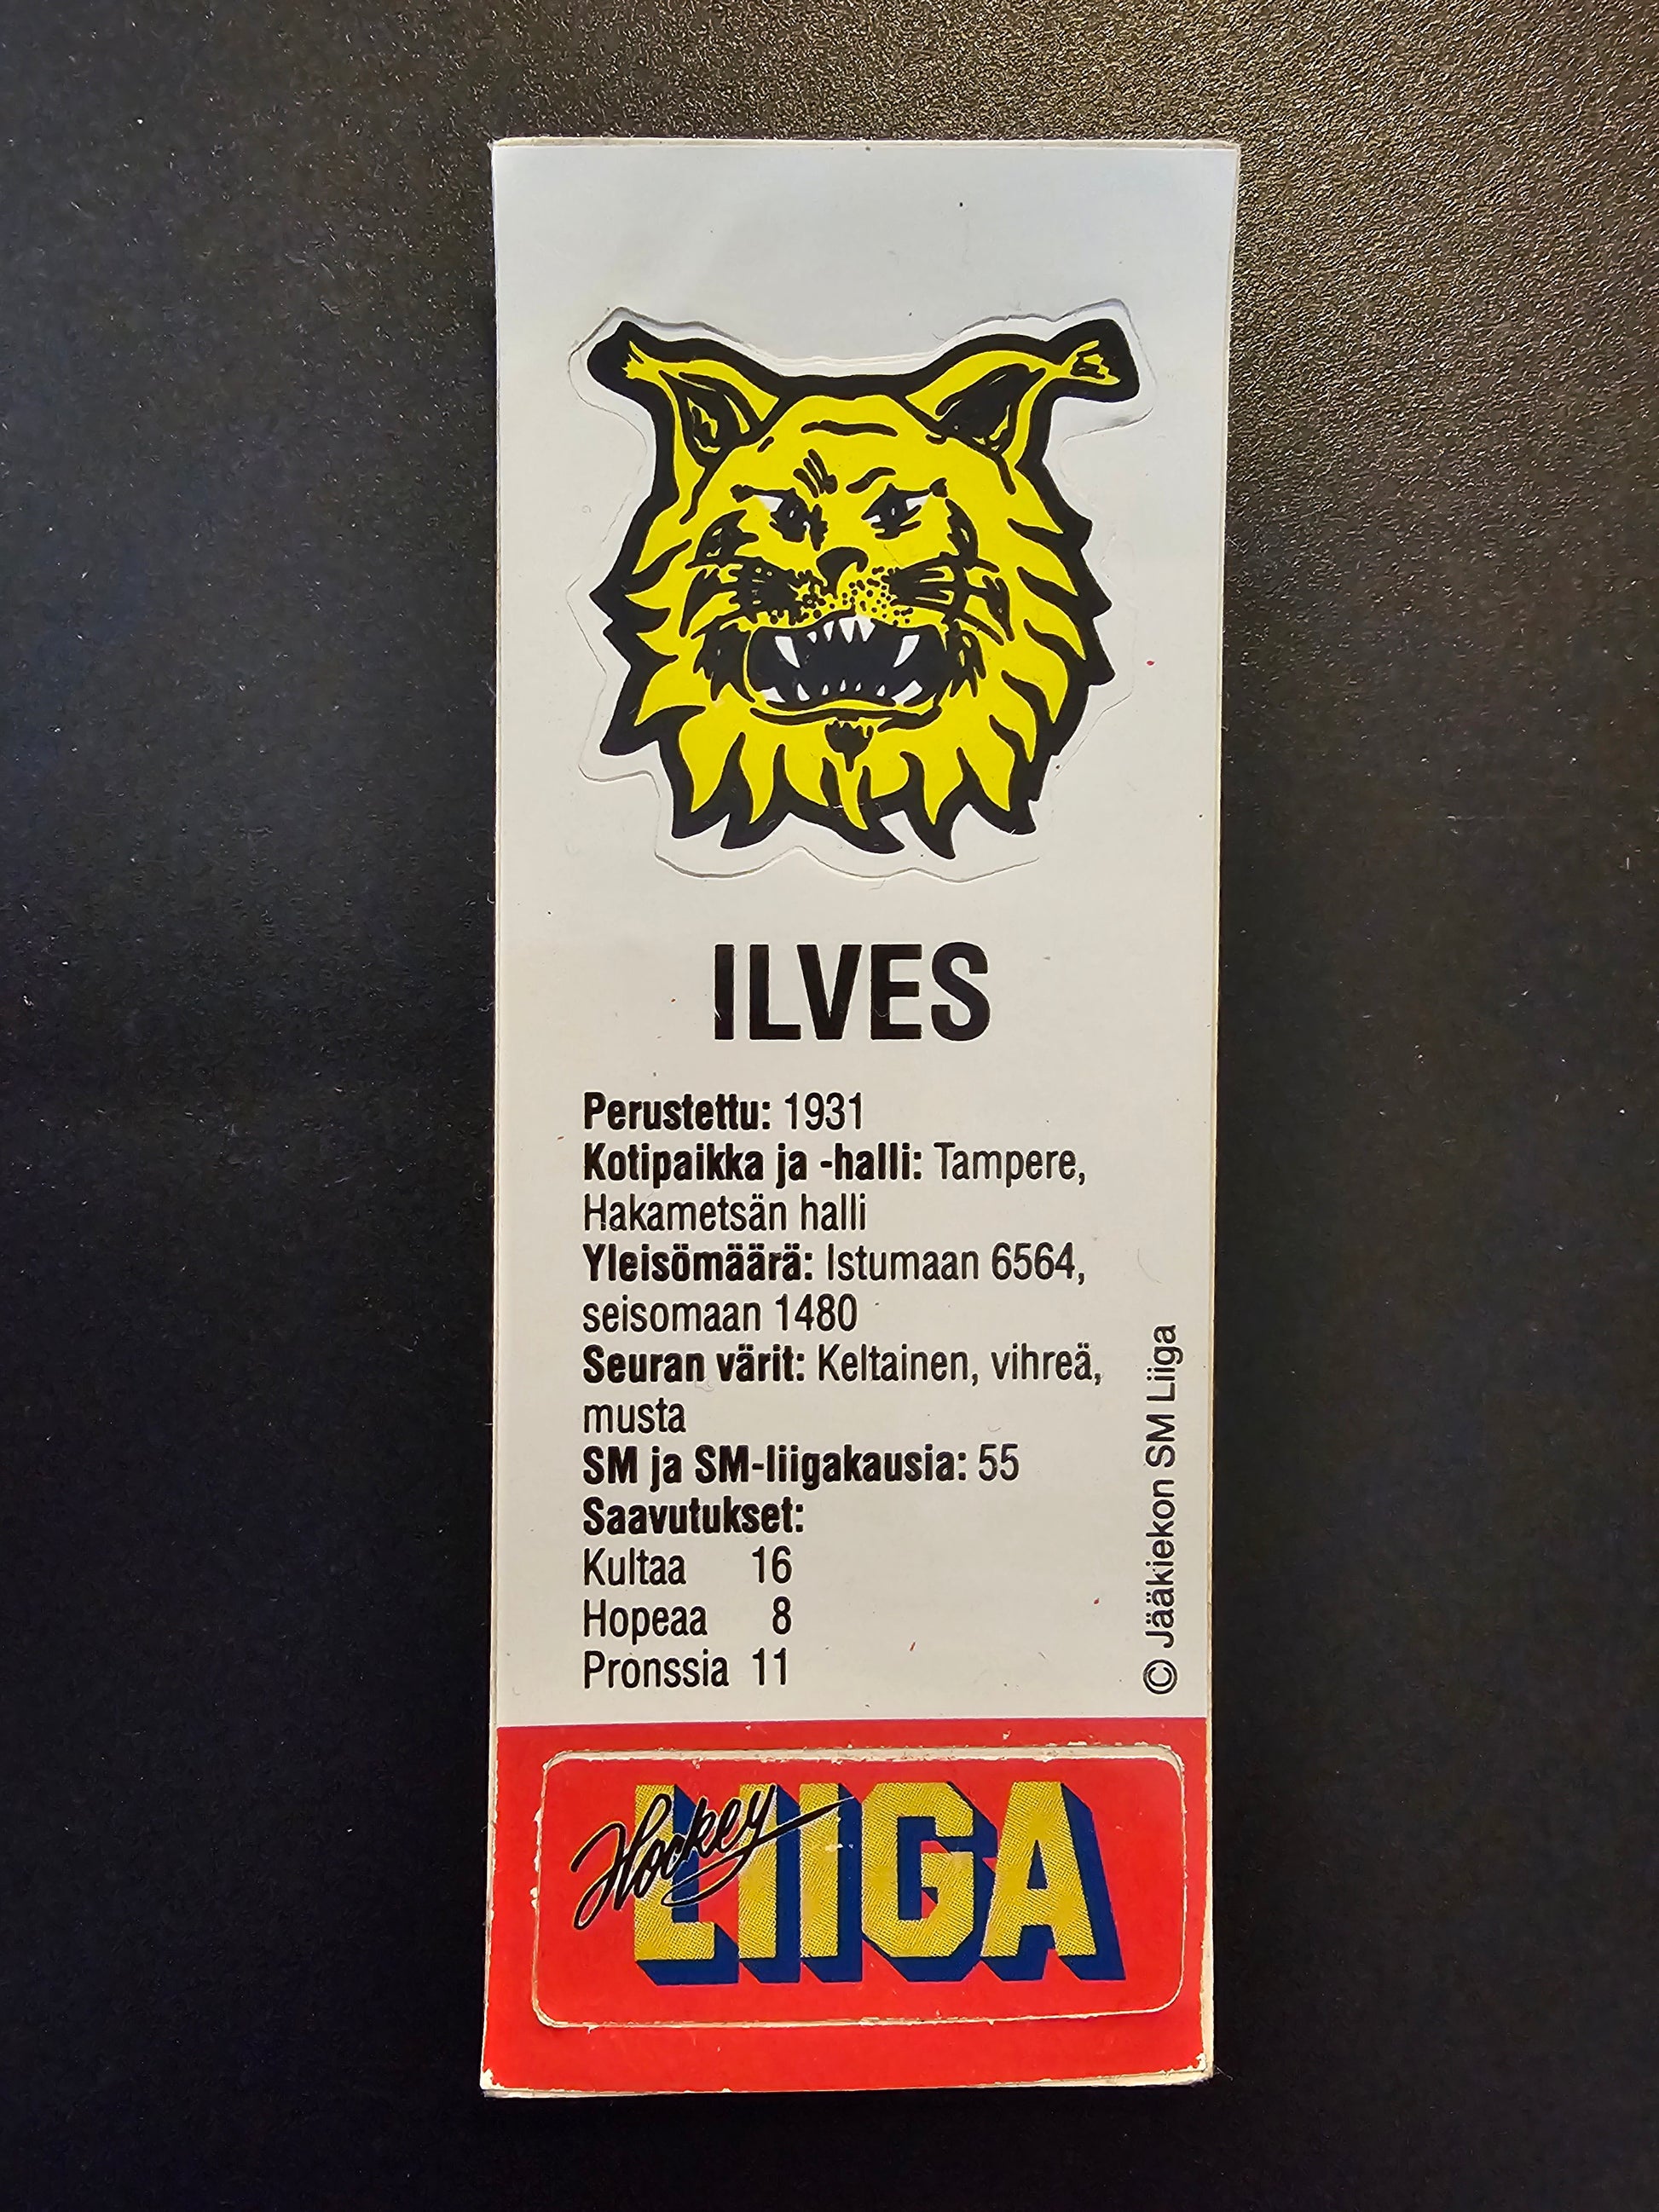 ILVES
Perustettu: 1931
Kotipaikka ja -halli: Tampere,
Hakametsän halli
Yleisömäärä: Istumaan 6564,
seisomaan 1480
Seuran värit: Keltainen, vihreä,
musta
SM ja SM-liigakausia: 55
Saavutukset:
Kultaa 16
Hopeaa 8
Pronssia 11
© Jääkiekon SM Liiga
Hockey
LIIGA